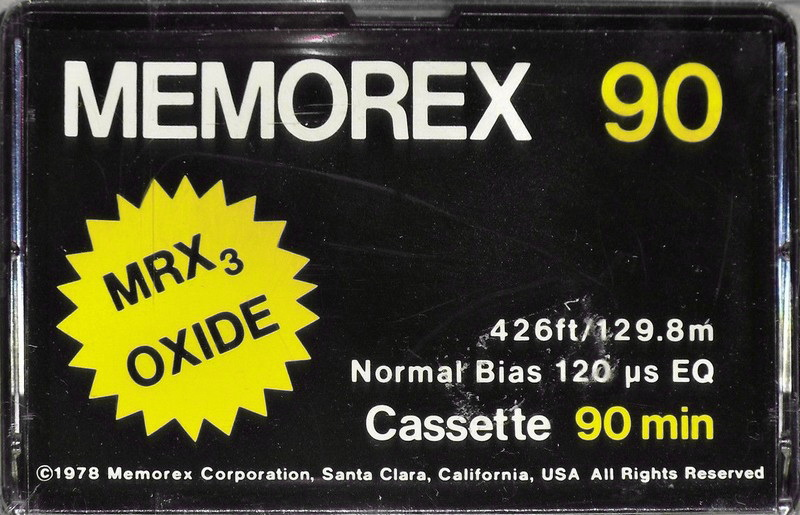 MEMOREX 90
MRX3
OXIDE
426ft/129.8m
Normal Bias 120 µs EQ
Cassette 90 min
©1978 Memorex Corporation, Santa Clara, California, USA All Rights Reserved